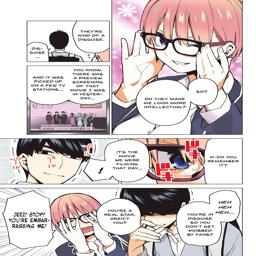 THEY'RE
KIND OF A
DISGUISE.
DIS-
GUISE...
YOU KNOW,
THERE WAS
A PREVIEW
SCREENING
OF THAT
MOVIE I
WAS IN
YESTER-
DAY...
AND IT WAS
PICKED UP
ON A FEW TV
STATIONS...
SO?
DO THEY MAKE
ME LOOK MORE
INTELLECTUAL?
D-DO YOU
REMEMBER
IT?
IT'S THE
MOVIE
WE WERE
FILMING
THAT DAY...
HEH
HEH
HEH...
YOU'RE IN
DISGUISE
SO YOU
DON'T GET
MOBBED
BY FANS?
YOU'RE A
REAL STAR,
AREN'T
YOU?
JEEZ! STOP!
YOU'RE EMBAR-
RASSING ME!